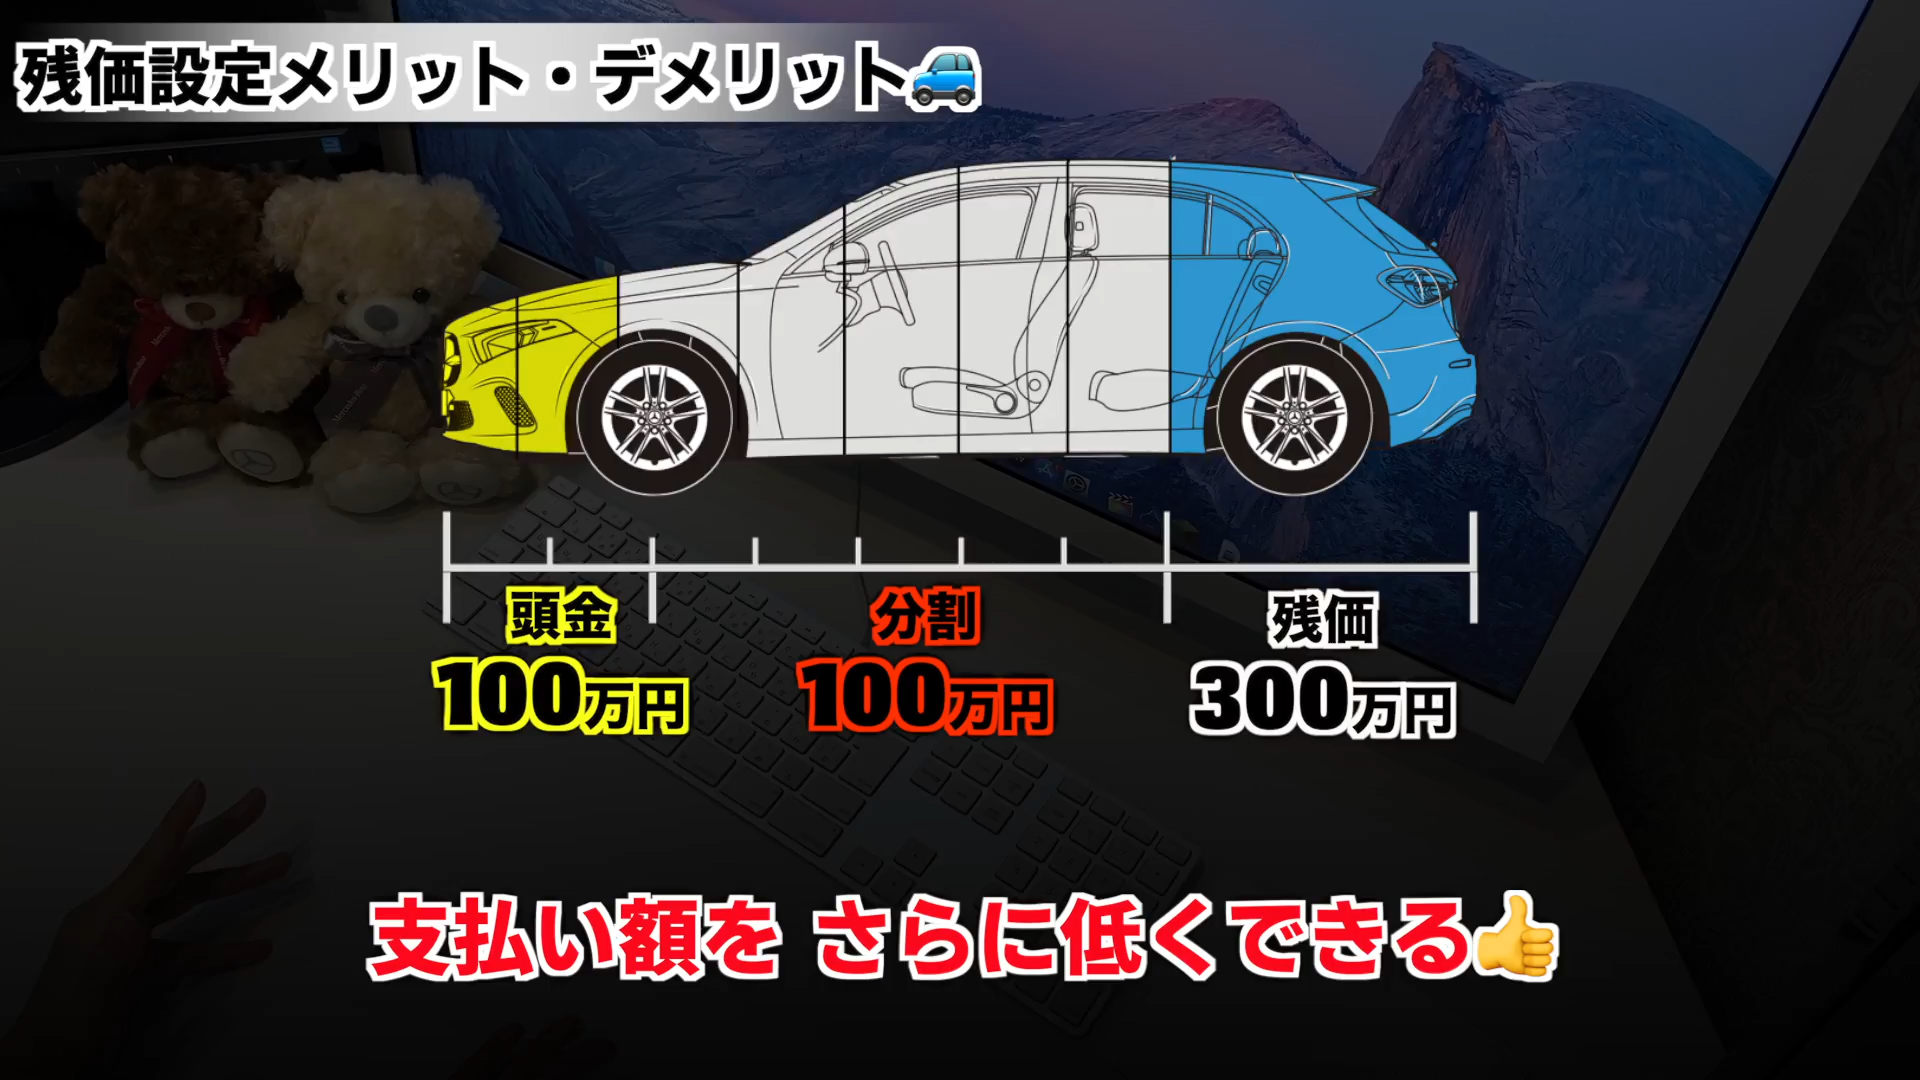 残価設定メリット・デメリット🚙
頭金
100万円
分割
100万円
残価
300万円
支払い額を さらに低くできる👍